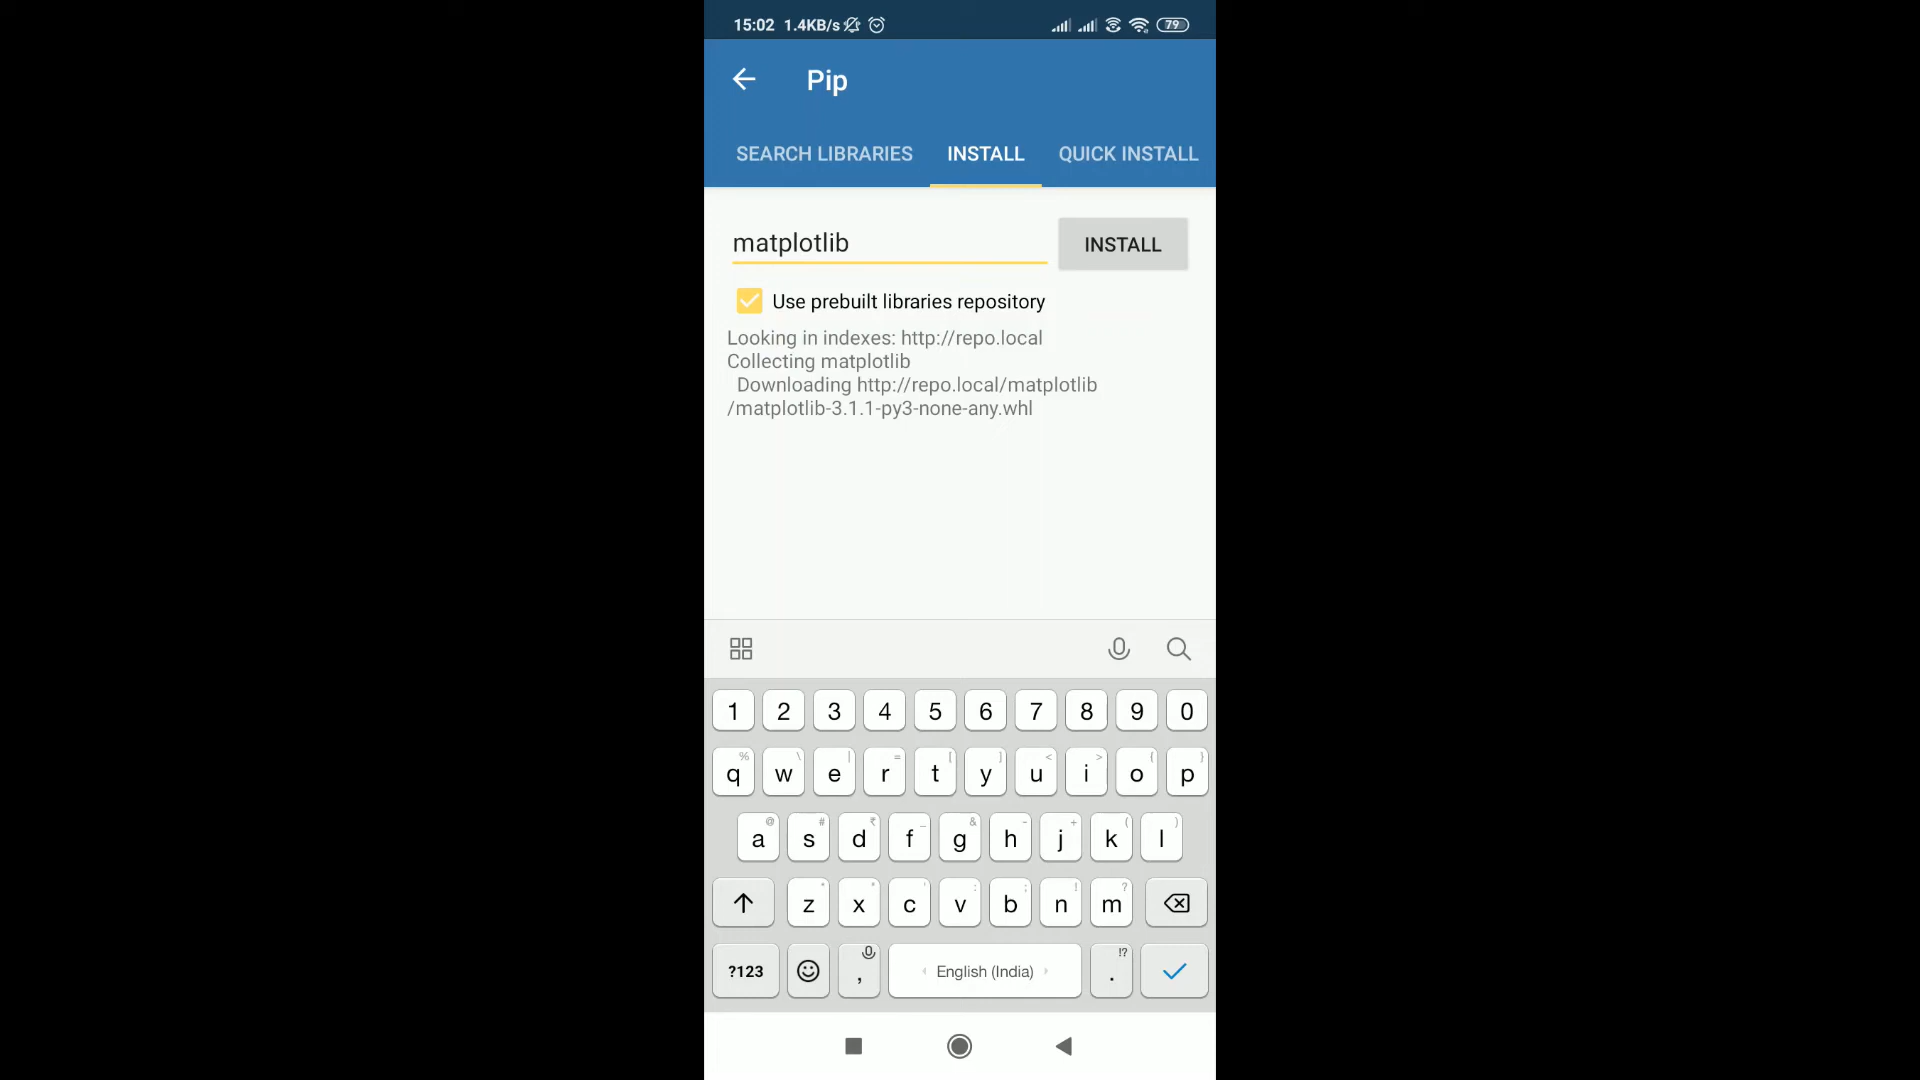 15:02 1.4KB/s 79
Pip
SEARCH LIBRARIES INSTALL QUICK INSTALL
matplotlib INSTALL
Use prebuilt libraries repository
Looking in indexes: http://repo.local
Collecting matplotlib
Downloading http://repo.local/matplotlib
/matplotlib-3.1.1-py3-none-any.whl
1 2 3 4 5 6 7 8 9 0
% \ | = [ ] < > { }
q w e r t y u i o p
@ # ₹ _ & - + ( )
a s d f g h j k l
* " ' : ; ! ?
z x c v b n m
!?
?123 , English (India) .